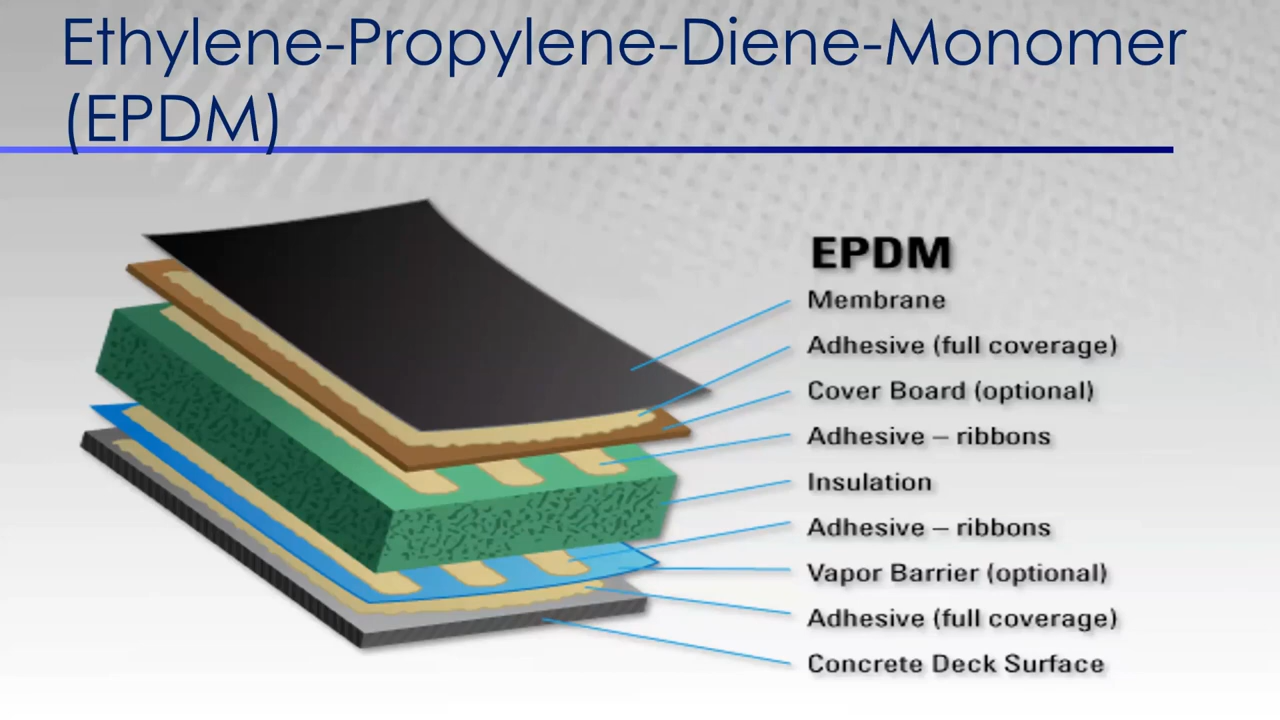 Ethylene-Propylene-Diene-Monomer
(EPDM)
EPDM
Membrane
Adhesive (full coverage)
Cover Board (optional)
Adhesive – ribbons
Insulation
Adhesive – ribbons
Vapor Barrier (optional)
Adhesive (full coverage)
Concrete Deck Surface